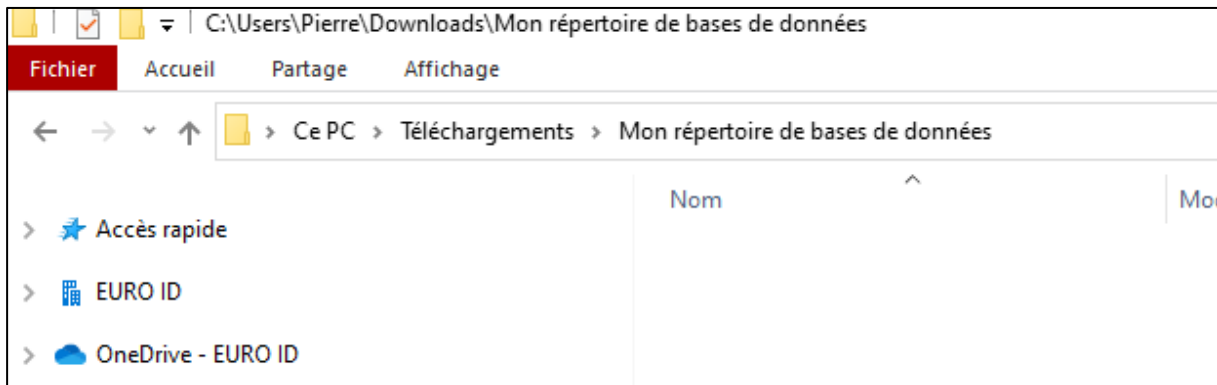 C:\Users\Pierre\Downloads\Mon répertoire de bases de données
Fichier Accueil Partage Affichage
Ce PC > Téléchargements > Mon répertoire de bases de données
Nom
Accès rapide
EURO ID
OneDrive - EURO ID